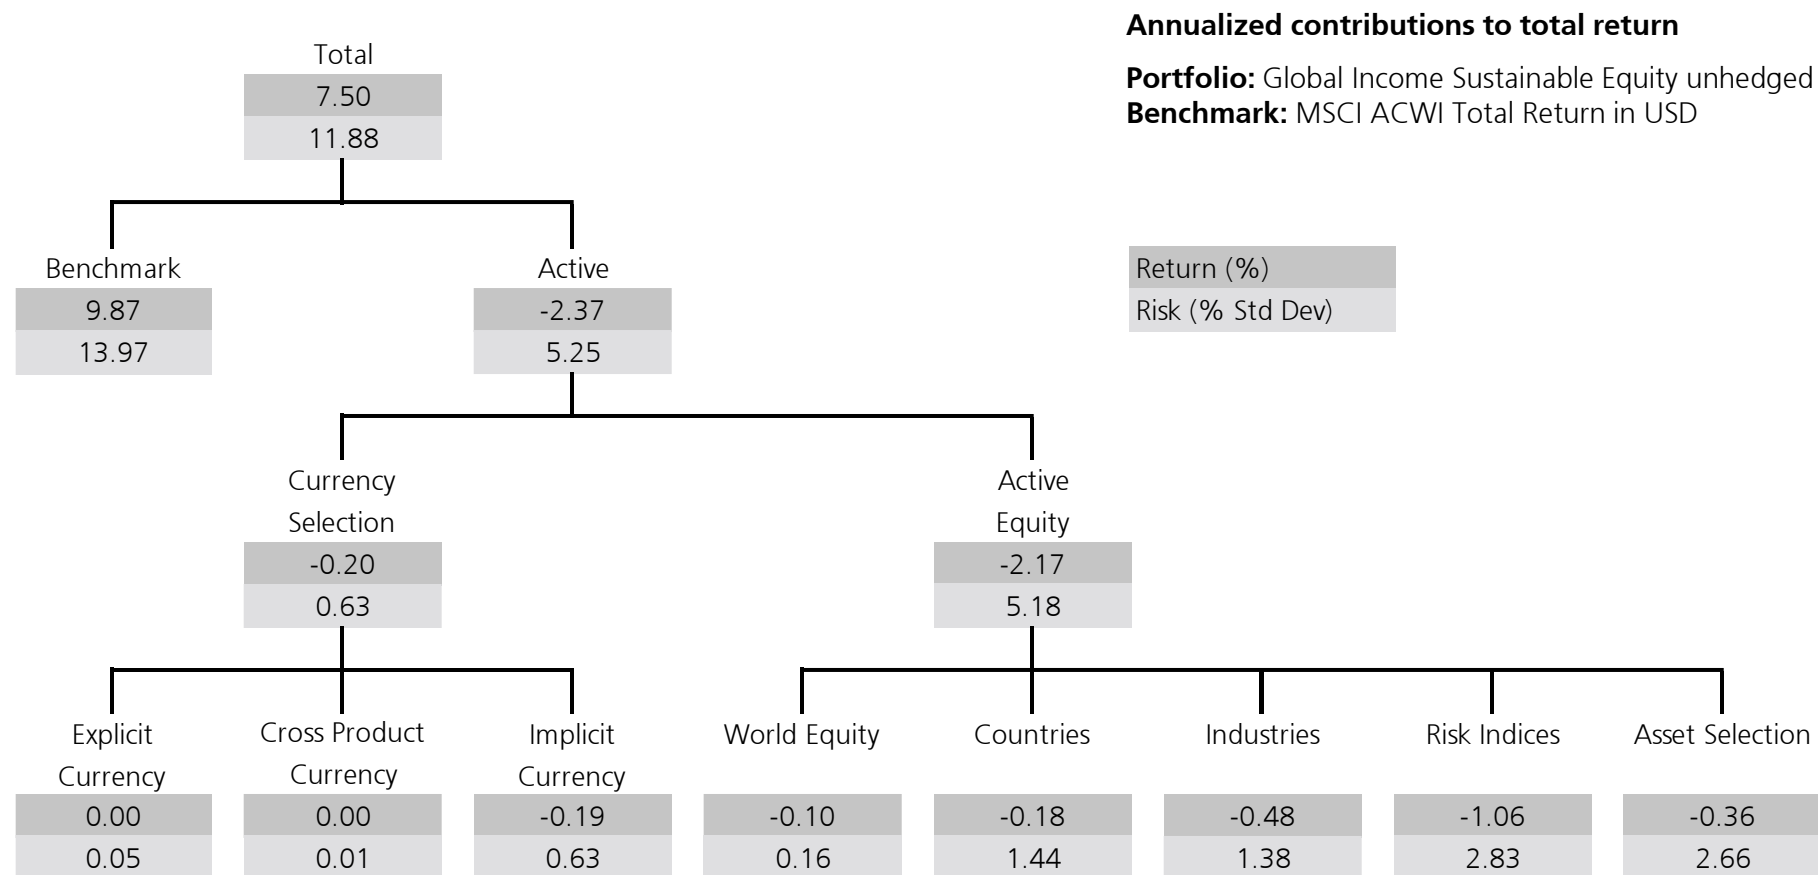 Annualized contributions to total return
Portfolio: Global Income Sustainable Equity unhedged
Benchmark: MSCI ACWI Total Return in USD
Total
7.50
11.88
Benchmark
9.87
13.97
Active
-2.37
5.25
Return (%)
Risk (% Std Dev)
Currency
Selection
-0.20
0.63
Active
Equity
-2.17
5.18
Explicit
Currency
0.00
0.05
Cross Product
Currency
0.00
0.01
Implicit
Currency
-0.19
0.63
World Equity
-0.10
0.16
Countries
-0.18
1.44
Industries
-0.48
1.38
Risk Indices
-1.06
2.83
Asset Selection
-0.36
2.66